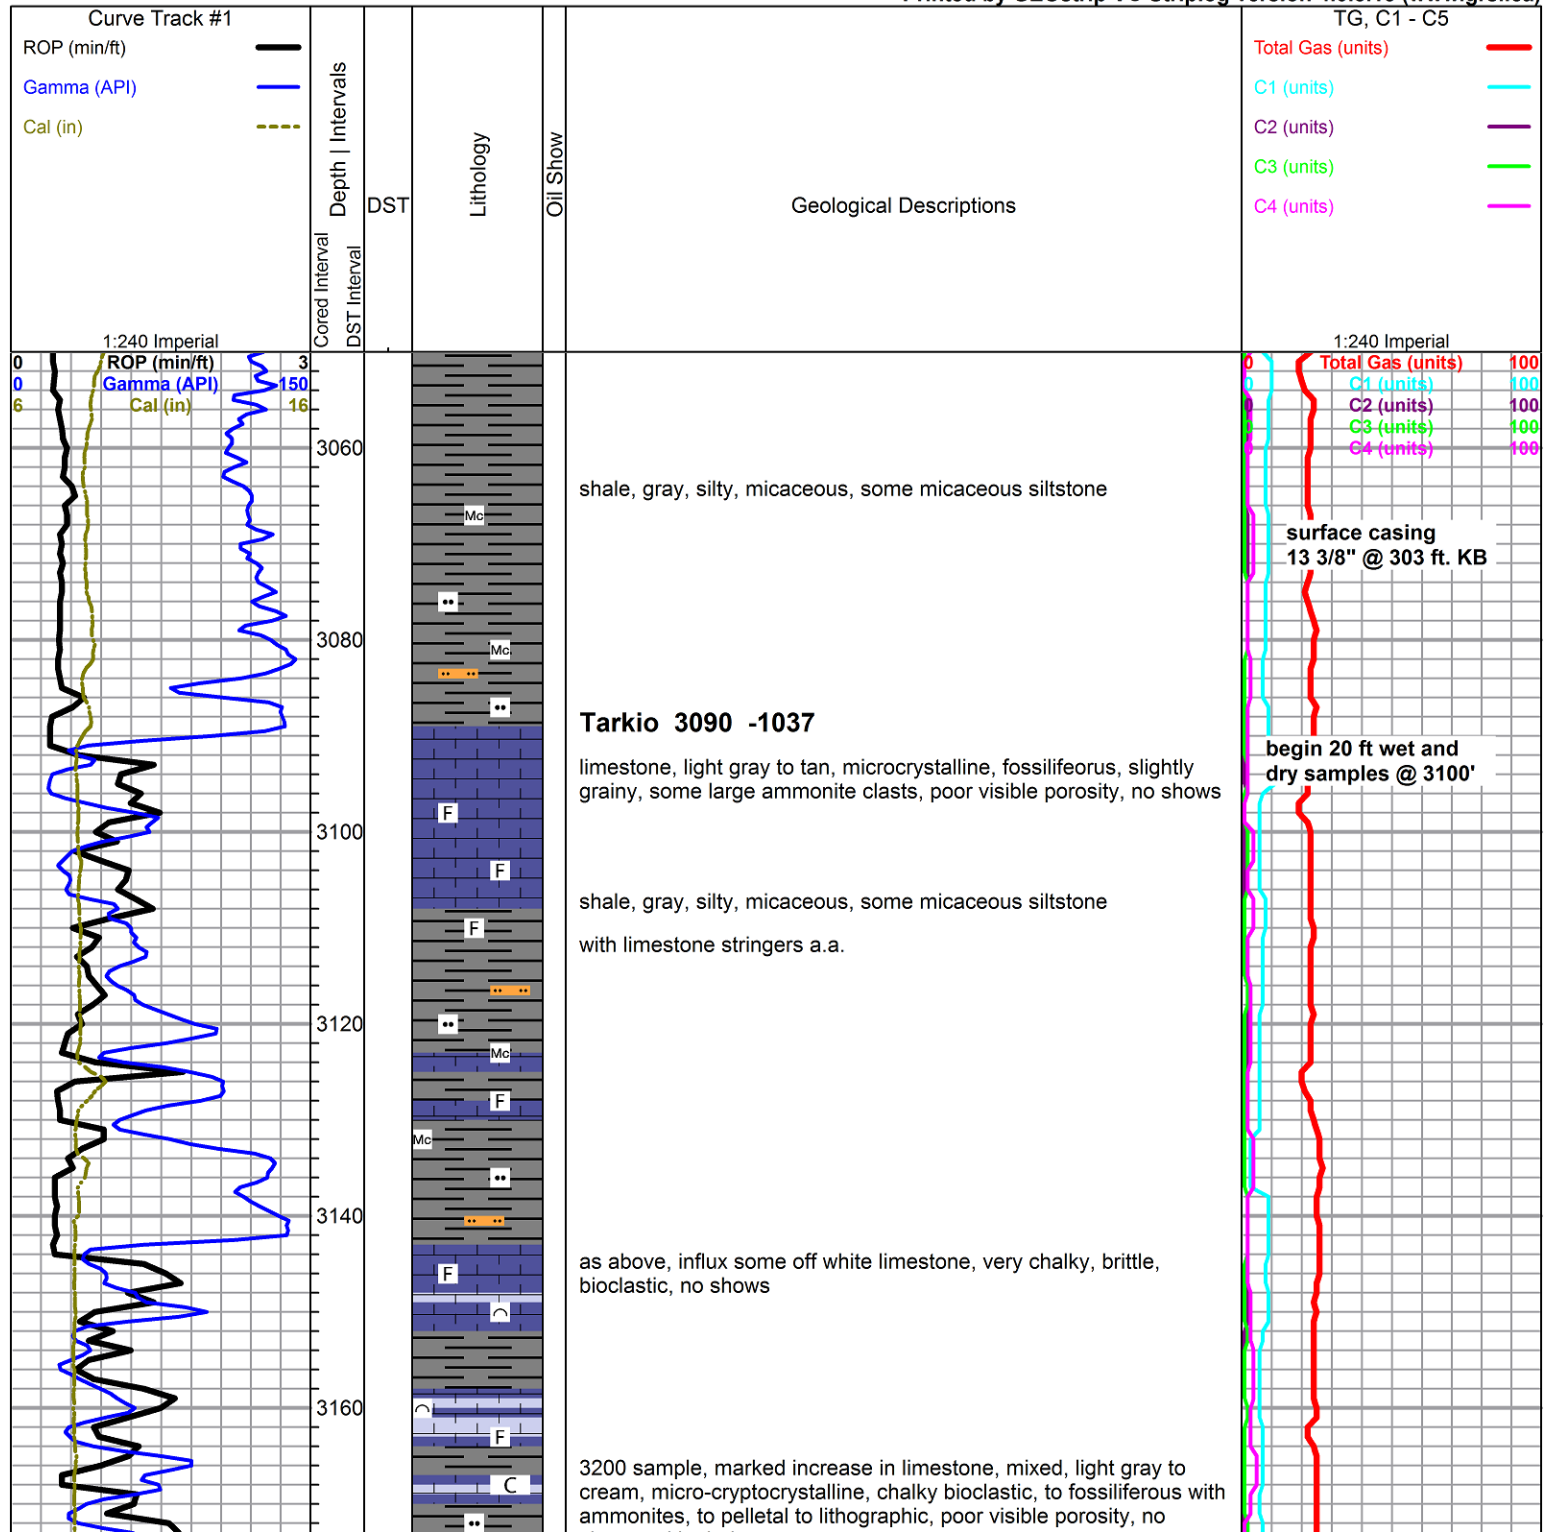 Curve Track #1
ROP (min/ft)
Gamma (API)
Cal (in)
1:240 Imperial
Cored Interval
Depth | Intervals
DST Interval
DST
Lithology
Oil Show
Geological Descriptions
TG, C1 - C5
Total Gas (units)
C1 (units)
C2 (units)
C3 (units)
C4 (units)
1:240 Imperial
0 ROP (min/ft) 3
0 Gamma (API) 150
6 Cal (in) 16
0 Total Gas (units) 100
0 C1 (units) 100
0 C2 (units) 100
0 C3 (units) 100
0 C4 (units) 100
3060
shale, gray, silty, micaceous, some micaceous siltstone
Mc
surface casing
13 3/8" @ 303 ft. KB
3080
Mc
Tarkio 3090 -1037
begin 20 ft wet and
dry samples @ 3100'
limestone, light gray to tan, microcrystalline, fossilifeorus, slightly
grainy, some large ammonite clasts, poor visible porosity, no shows
F
3100
F
shale, gray, silty, micaceous, some micaceous siltstone
F
with limestone stringers a.a.
3120
Mc
F
Mc
3140
as above, influx some off white limestone, very chalky, brittle,
bioclastic, no shows
F
3160
F
3200 sample, marked increase in limestone, mixed, light gray to
cream, micro-cryptocrystalline, chalky bioclastic, to fossiliferous with
ammonites, to pelletal to lithographic, poor visible porosity, no
C